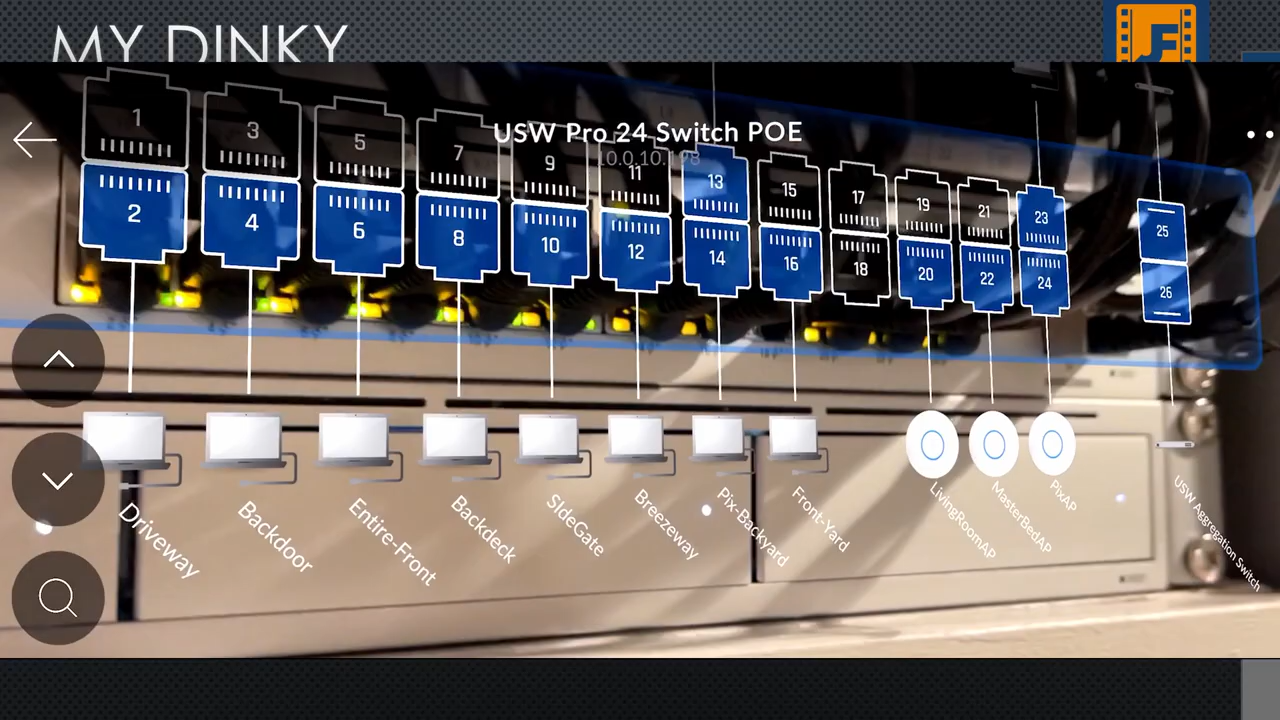 MY DINKY
JF
USW Pro 24 Switch POE
10.0.10.198
1 3 5 7 9 11 13 15 17 19 21 23 25
2 4 6 8 10 12 14 16 18 20 22 24 26
Driveway
Backdoor
Entire-Front
Backdeck
SIdeGate
Breezeway
Pix-Backyard
Front-Yard
LivingRoomAP
MasterBedAP
PixAP
USW Aggregation Switch